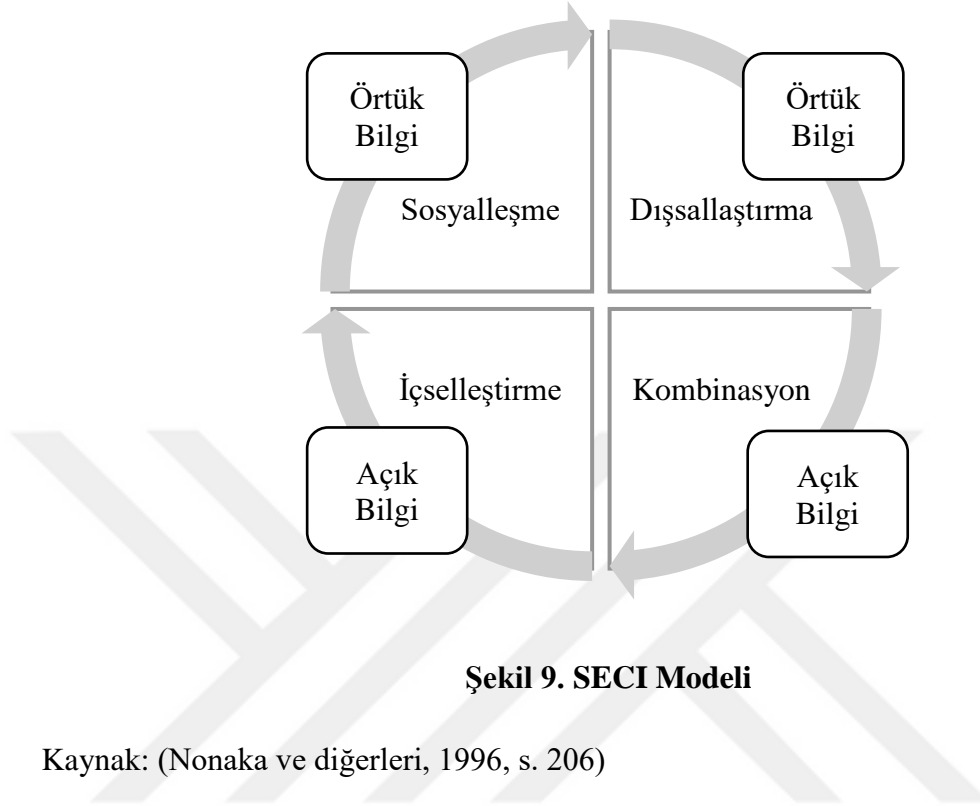 Örtük
Bilgi
Örtük
Bilgi
Sosyalleşme
Dışsallaştırma
İçselleştirme
Kombinasyon
Açık
Bilgi
Açık
Bilgi
Şekil 9. SECI Modeli
Kaynak: (Nonaka ve diğerleri, 1996, s. 206)